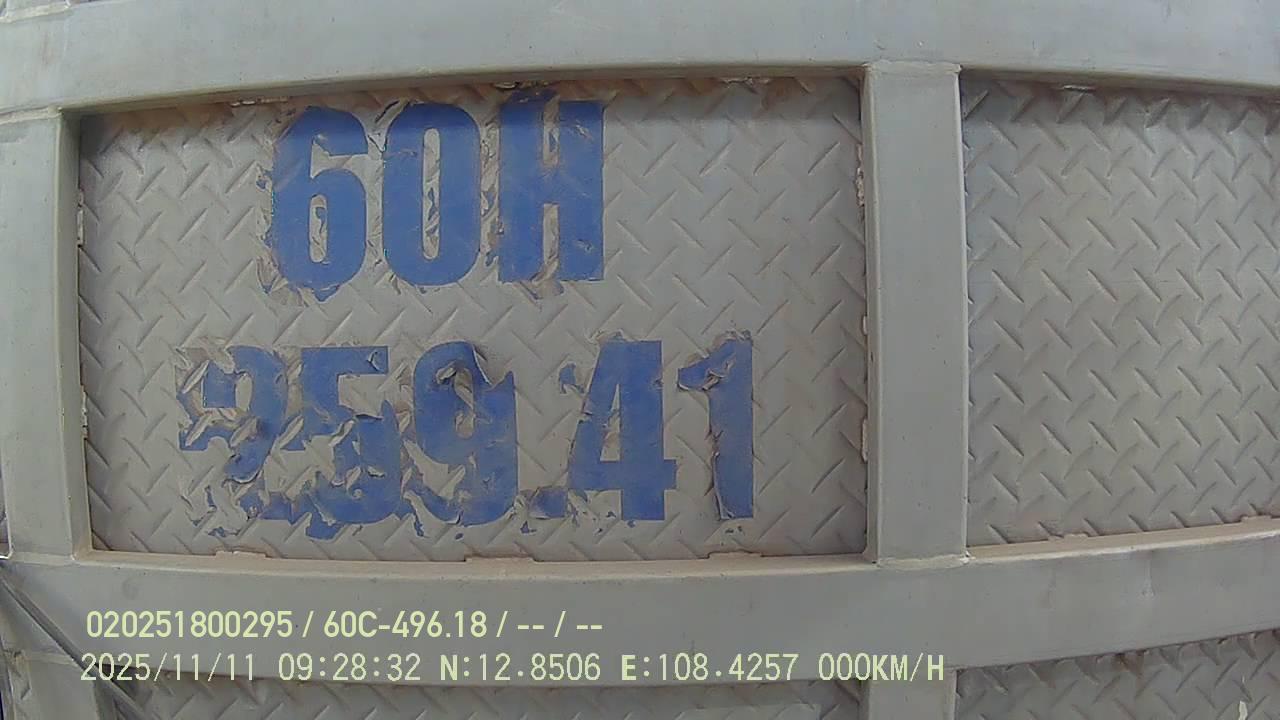 60H
259.41
020251800295 / 60C-496.18 / -- / --
2025/11/11 09:28:32 N:12.8506 E:108.4257 000KM/H